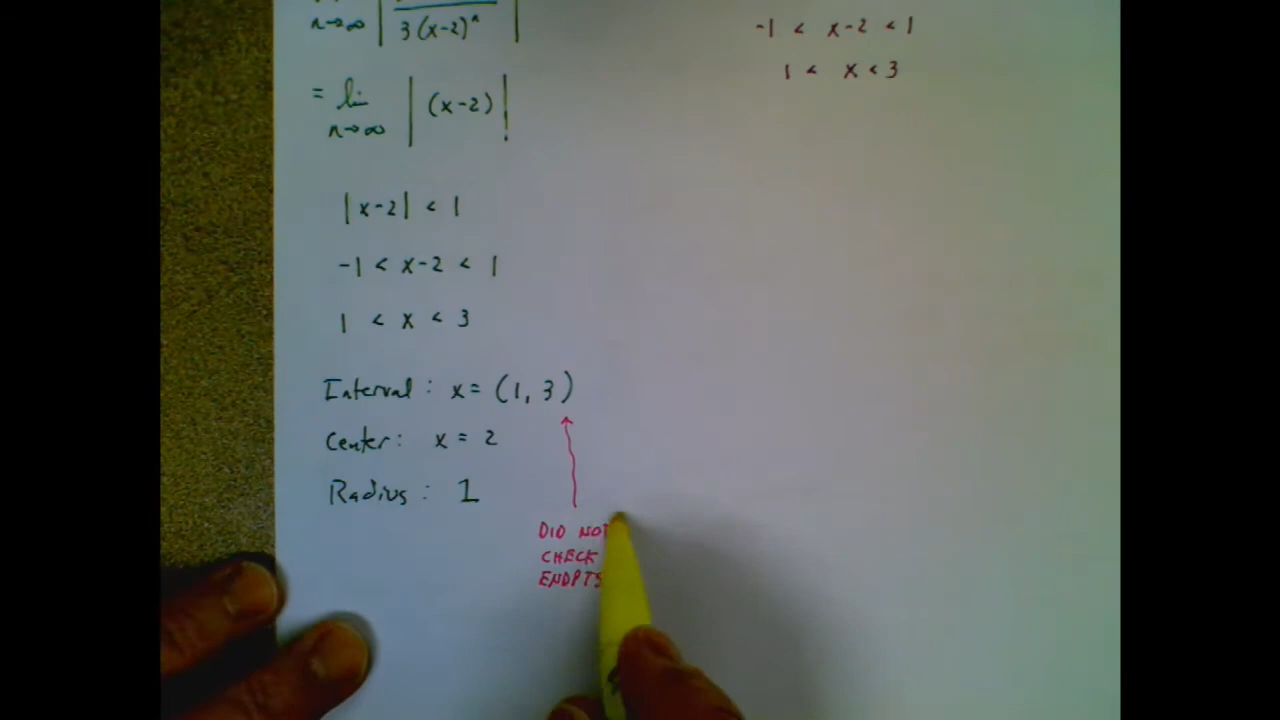 n→∞ | 3(x-2)ⁿ |
= lim | (x-2) |
n→∞
|x-2| < 1
-1 < x-2 < 1
1 < x < 3
Interval: x = (1, 3)
Center: x = 2
Radius: 1
DID NOT
CHECK
ENDPTS
-1 < x-2 < 1
1 < x < 3